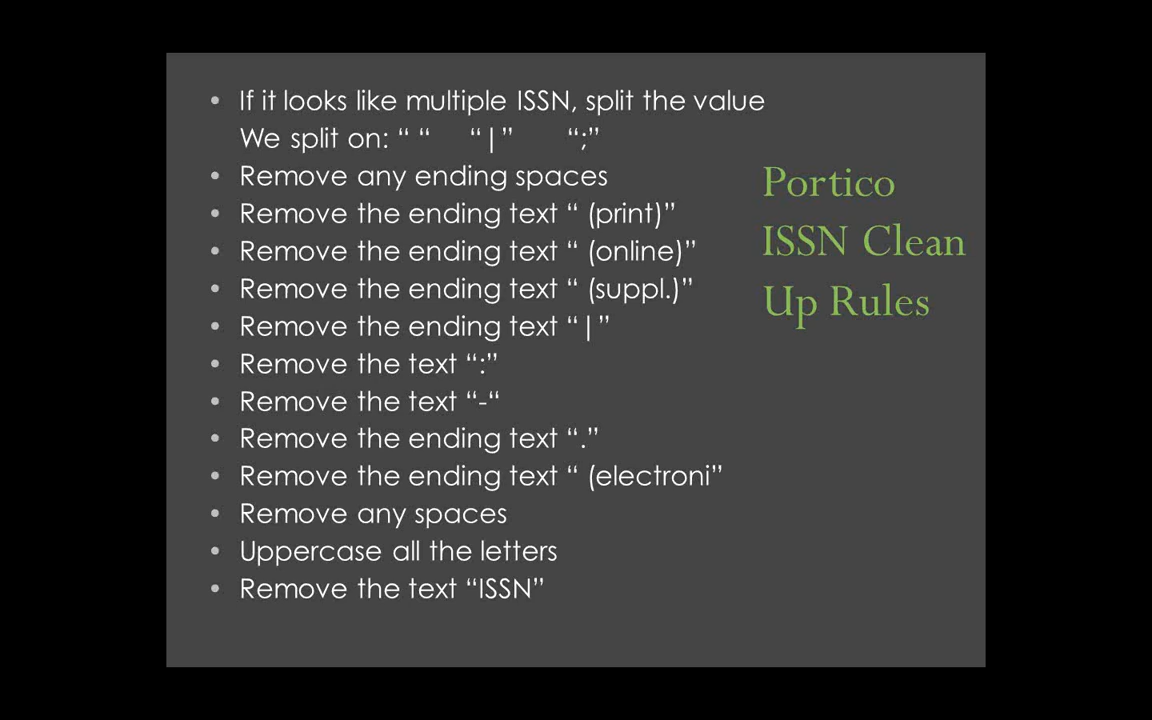 • If it looks like multiple ISSN, split the value
We split on: “ “ “|” “;”
• Remove any ending spaces
• Remove the ending text “ (print)”
• Remove the ending text “ (online)”
• Remove the ending text “ (suppl.)”
• Remove the ending text “|”
• Remove the text “:”
• Remove the text “-“
• Remove the ending text “.”
• Remove the ending text “ (electroni”
• Remove any spaces
• Uppercase all the letters
• Remove the text “ISSN”
Portico
ISSN Clean
Up Rules